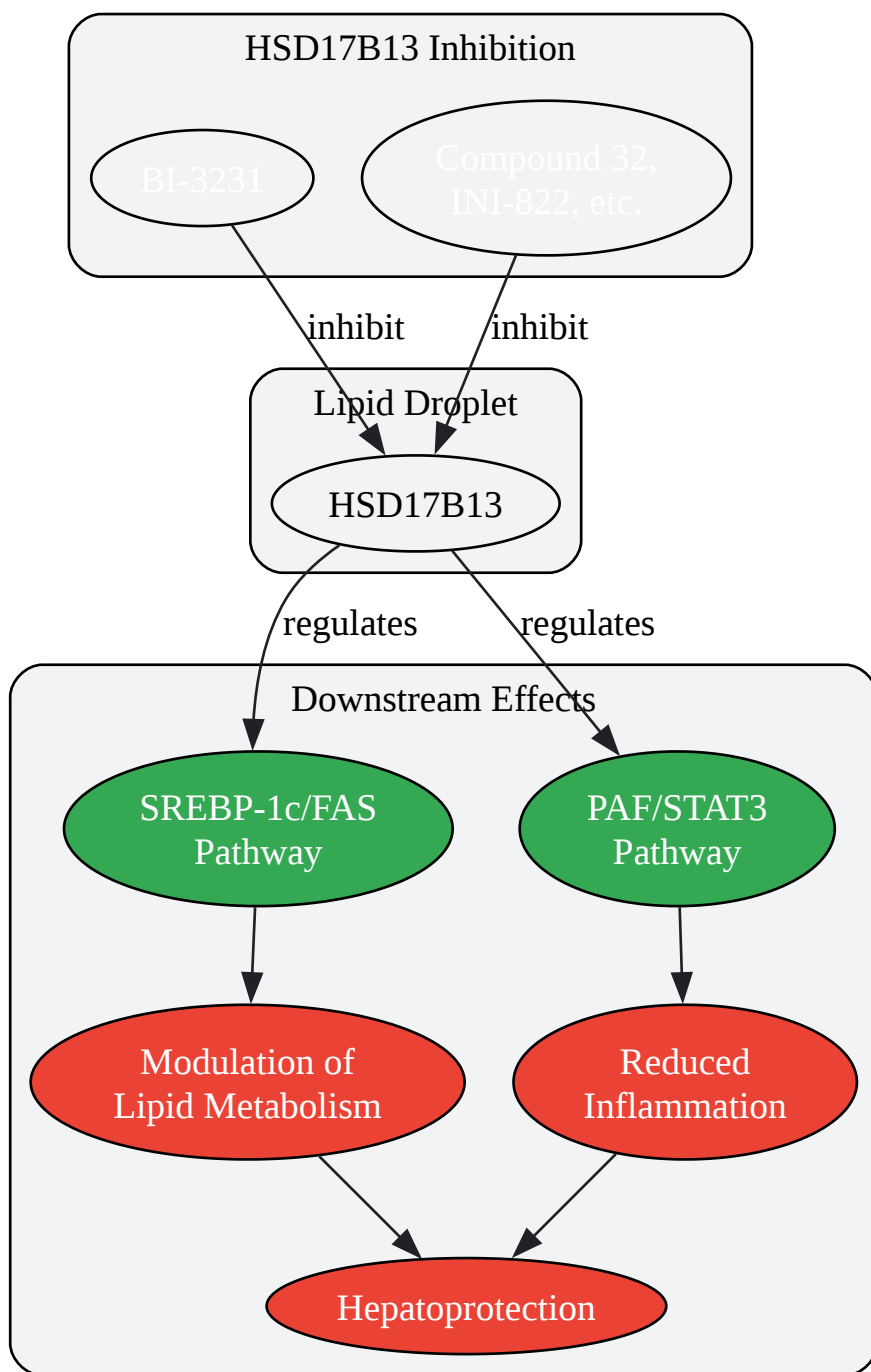 HSD17B13 Inhibition
BI-3231
Compound 32,
INI-822, etc.
inhibit
inhibit
Lipid Droplet
HSD17B13
regulates
regulates
Downstream Effects
SREBP-1c/FAS
Pathway
PAF/STAT3
Pathway
Modulation of
Lipid Metabolism
Reduced
Inflammation
Hepatoprotection